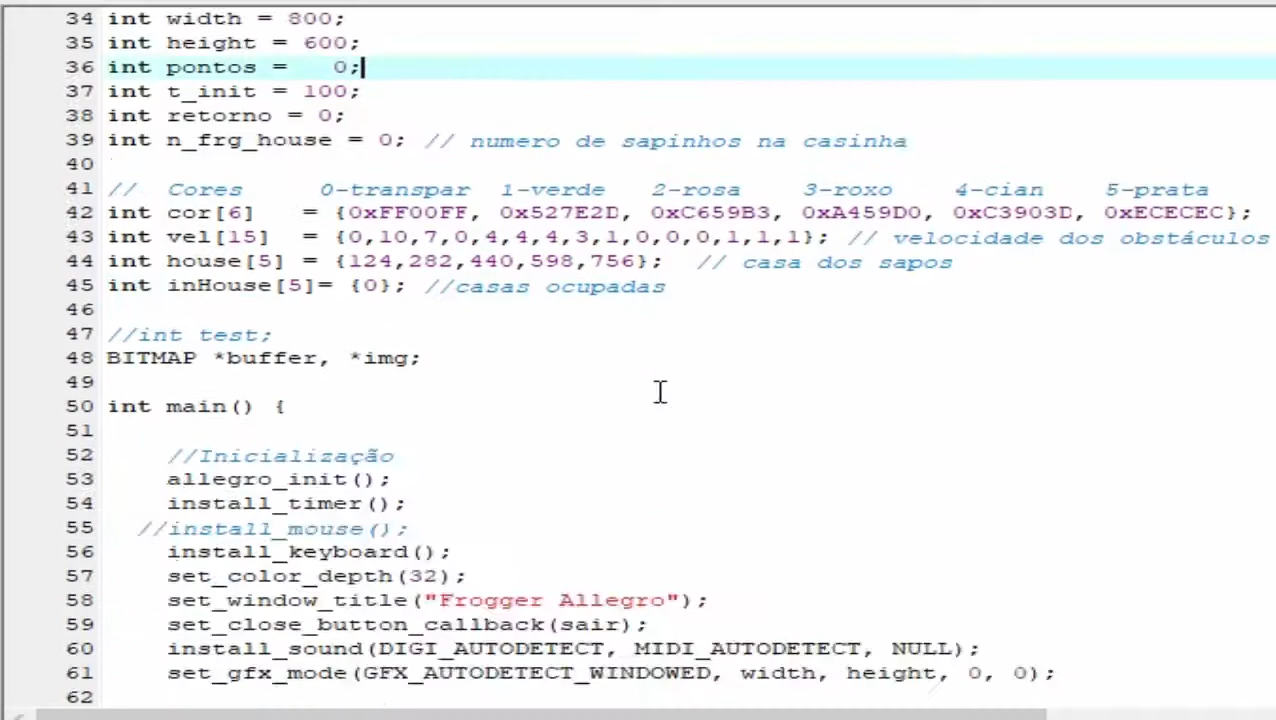 34 int width = 800;
35 int height = 600;
36 int pontos =   0;
37 int t_init = 100;
38 int retorno = 0;
39 int n_frg_house = 0; // numero de sapinhos na casinha
40
41 //  Cores     0-transpar  1-verde   2-rosa    3-roxo    4-cian    5-prata
42 int cor[6]   = {0xFF00FF, 0x527E2D, 0xC659B3, 0xA459D0, 0xC3903D, 0xECECEC};
43 int vel[15]  = {0,10,7,0,4,4,4,3,1,0,0,0,1,1,1}; // velocidade dos obstáculos
44 int house[5] = {124,282,440,598,756};  // casa dos sapos
45 int inHouse[5]= {0}; //casas ocupadas
46
47 //int test;
48 BITMAP *buffer, *img;
49
50 int main() {
51
52     //Inicialização
53     allegro_init();
54     install_timer();
55   //install_mouse();
56     install_keyboard();
57     set_color_depth(32);
58     set_window_title("Frogger Allegro");
59     set_close_button_callback(sair);
60     install_sound(DIGI_AUTODETECT, MIDI_AUTODETECT, NULL);
61     set_gfx_mode(GFX_AUTODETECT_WINDOWED, width, height, 0, 0);
62